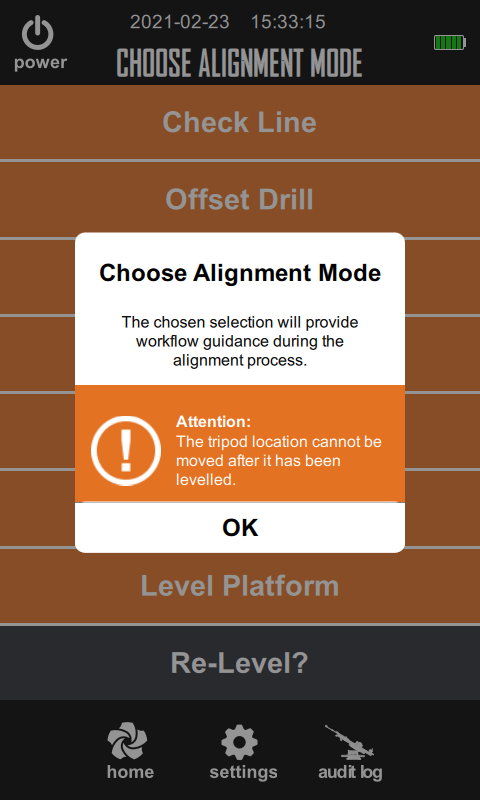 2021-02-23 15:33:15
power
CHOOSE ALIGNMENT MODE
Check Line
Offset Drill
Choose Alignment Mode
The chosen selection will provide
workflow guidance during the
alignment process.
Attention:
The tripod location cannot be
moved after it has been
levelled.
OK
Level Platform
Re-Level?
home
settings
audit log